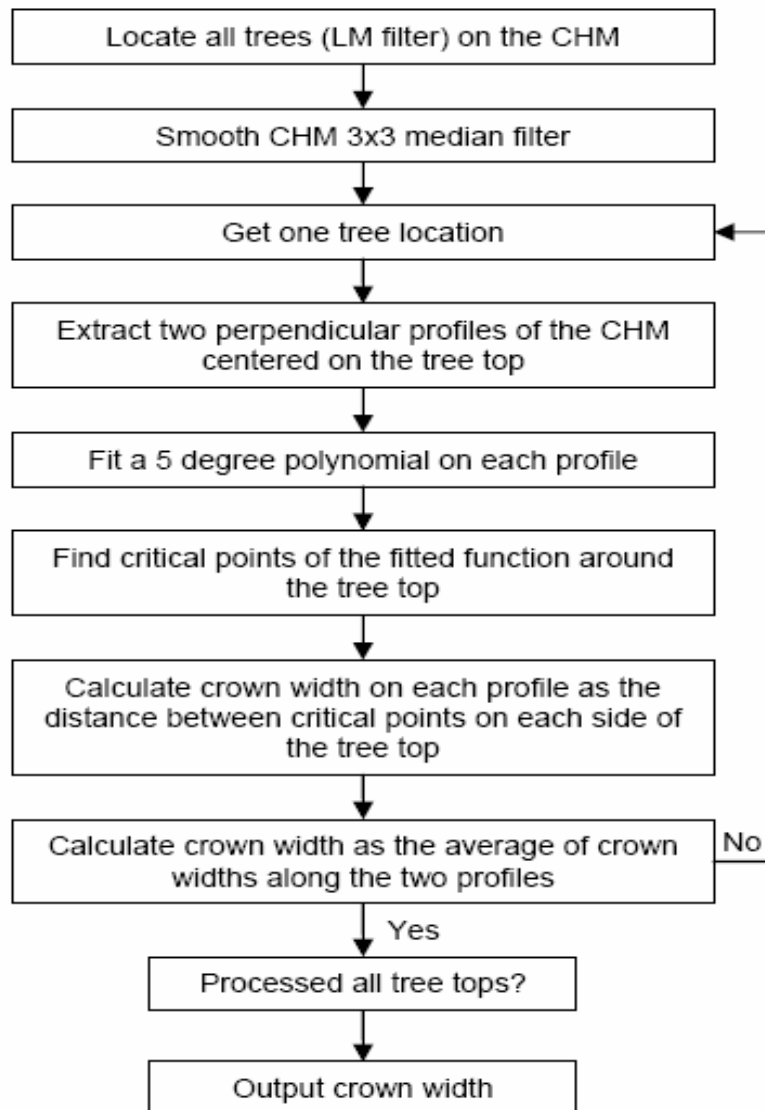 Locate all trees (LM filter) on the CHM
Smooth CHM 3x3 median filter
Get one tree location
Extract two perpendicular profiles of the CHM
centered on the tree top
Fit a 5 degree polynomial on each profile
Find critical points of the fitted function around
the tree top
Calculate crown width on each profile as the
distance between critical points on each side of
the tree top
Calculate crown width as the average of crown
widths along the two profiles
No
Yes
Processed all tree tops?
Output crown width